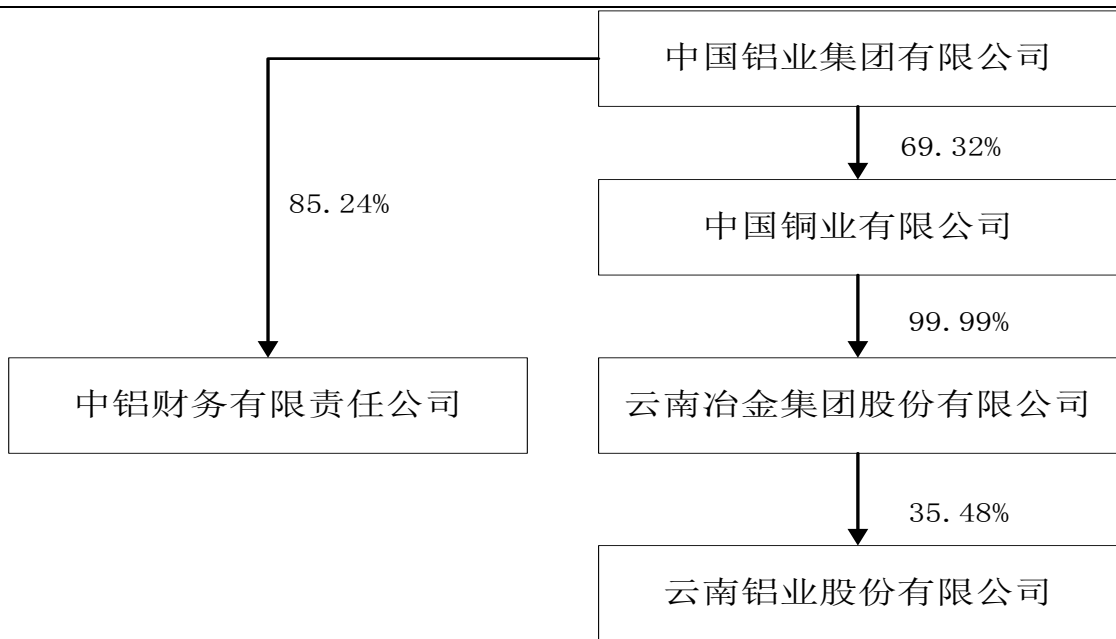 中国铝业集团有限公司
69.32%
85.24%
中国铜业有限公司
99.99%
中铝财务有限责任公司
云南冶金集团股份有限公司
35.48%
云南铝业股份有限公司